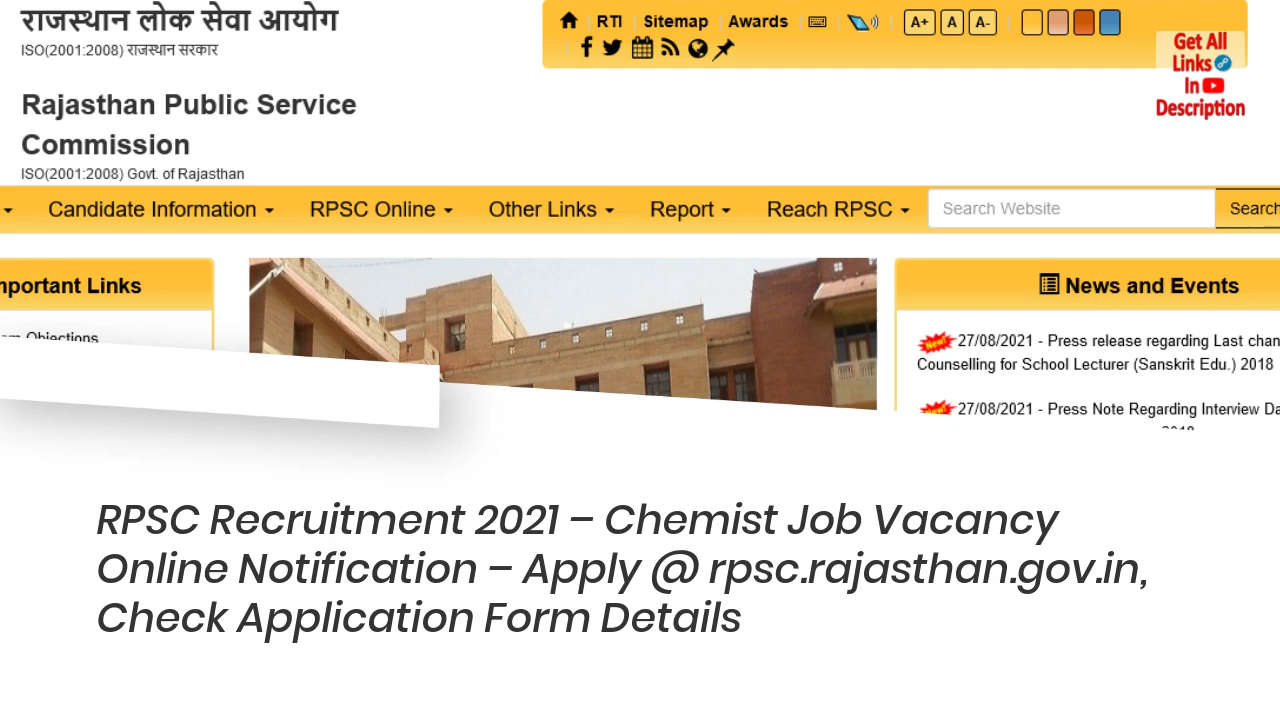 राजस्थान लोक सेवा आयोग
ISO(2001:2008) राजस्थान सरकार
Rajasthan Public Service
Commission
ISO(2001:2008) Govt. of Rajasthan
RTI Sitemap Awards A+ A A-
Get All
Links
In
Description
Candidate Information RPSC Online Other Links Report Reach RPSC Search Website Search
Links
News and Events
Objections
27/08/2021 - Press release regarding Last
Counselling for School Lecturer (Sanskrit Edu.) 2018
27/08/2021 - Press Note Regarding Interview
RPSC Recruitment 2021 – Chemist Job Vacancy
Online Notification – Apply @ rpsc.rajasthan.gov.in,
Check Application Form Details